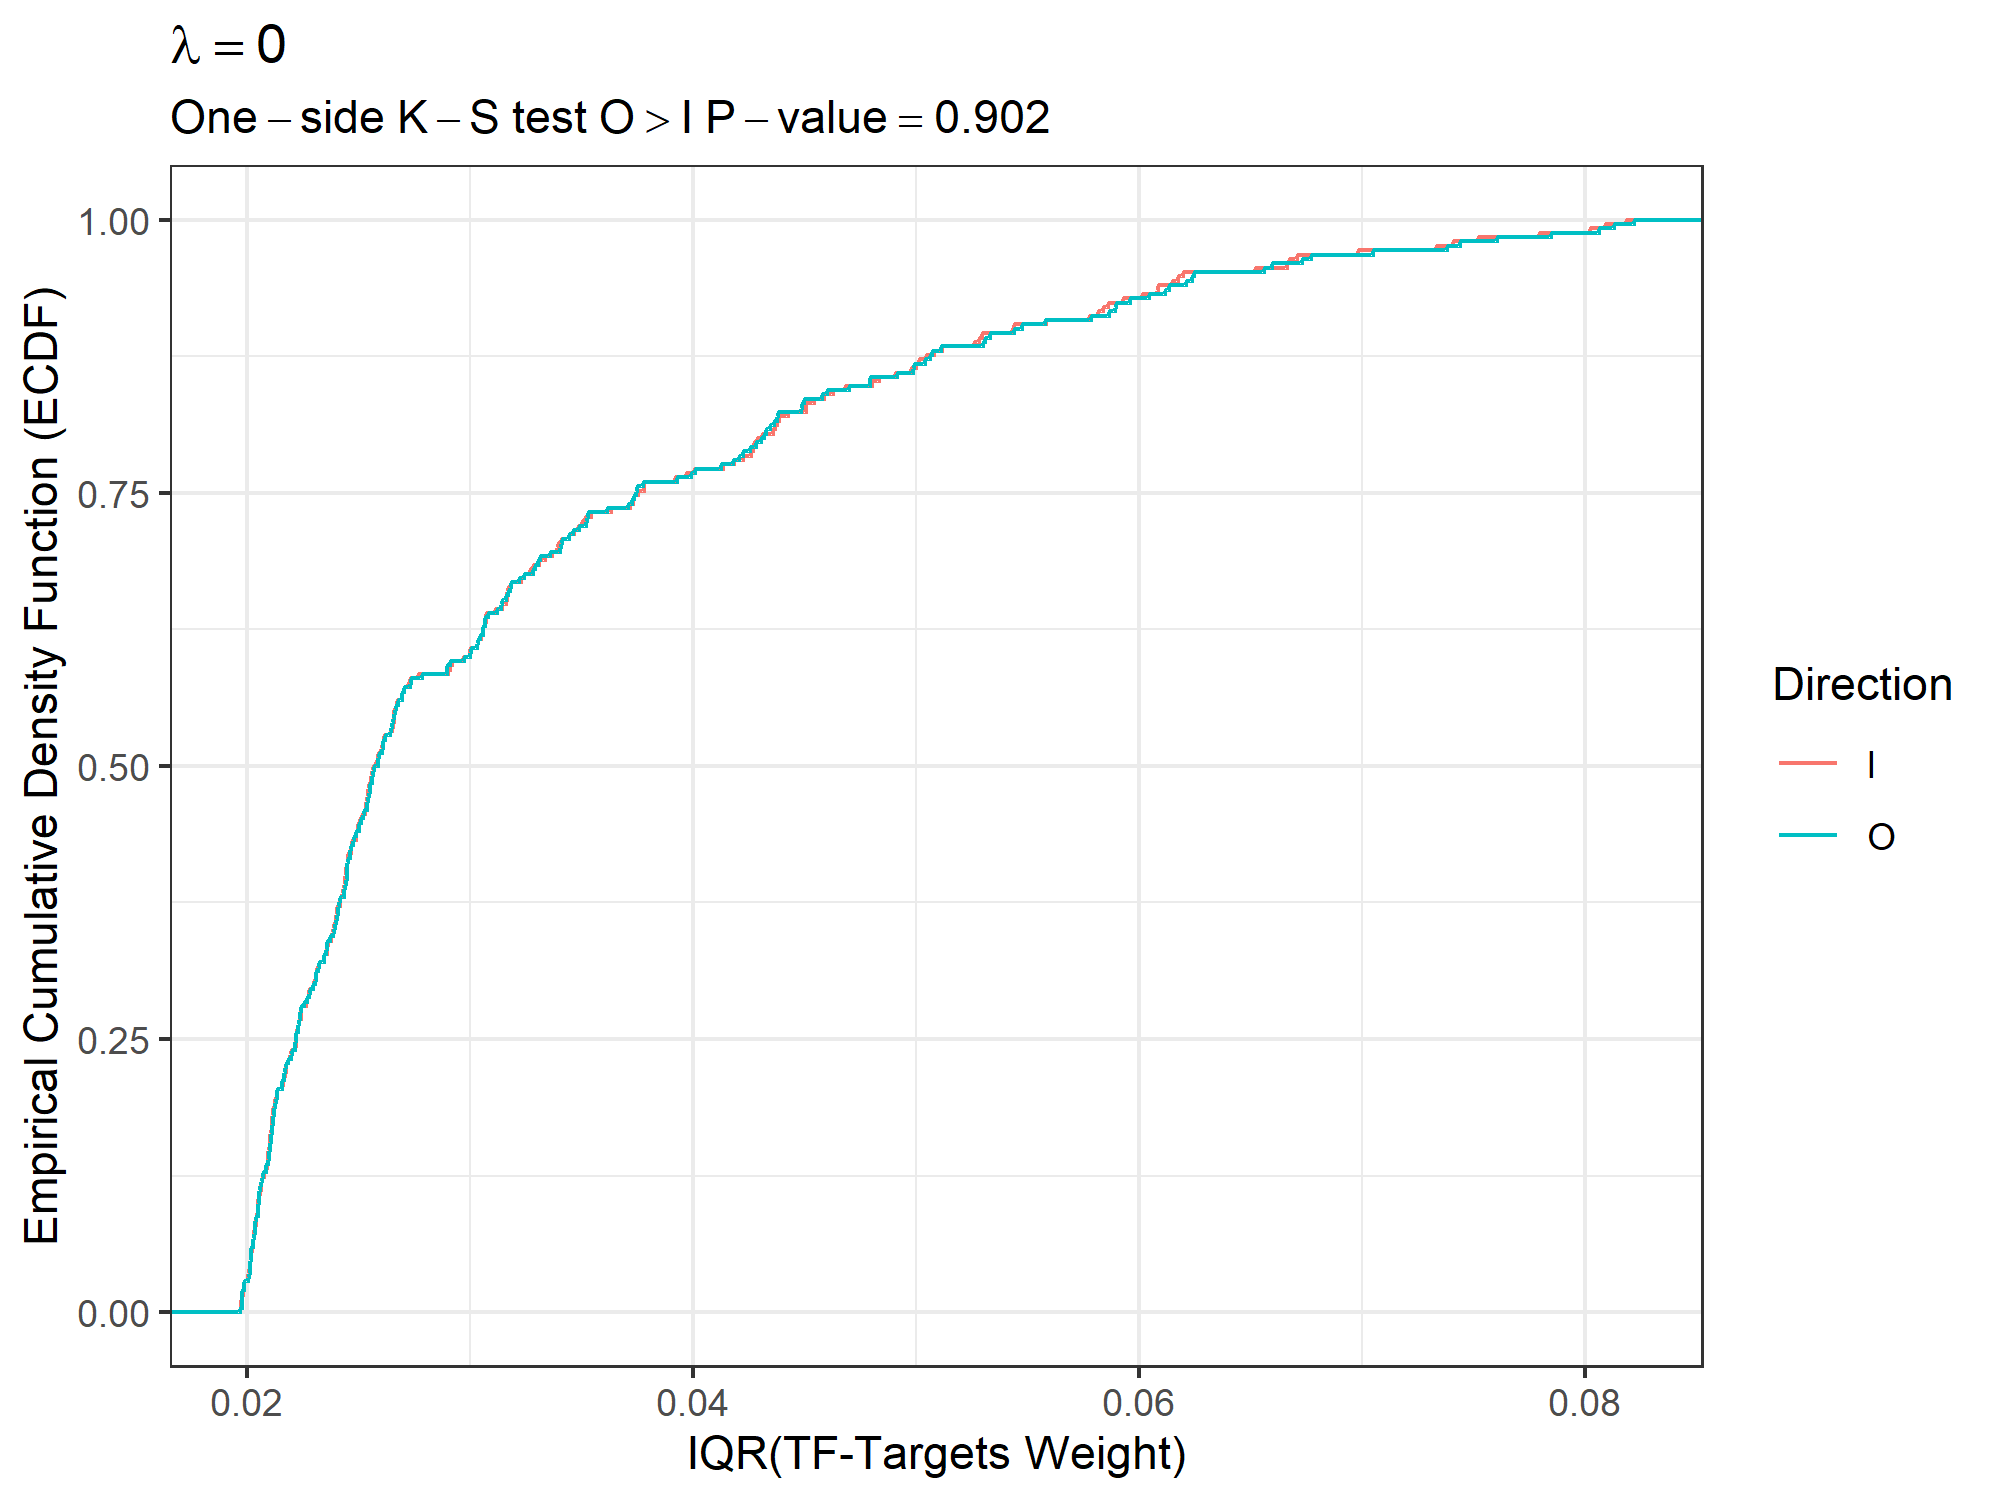 λ = 0
One − side K − S test O > I P − value = 0.902
Empirical Cumulative Density Function (ECDF)
1.00
0.75
0.50
0.25
0.00
0.02 0.04 0.06 0.08
IQR(TF-Targets Weight)
Direction
I
O